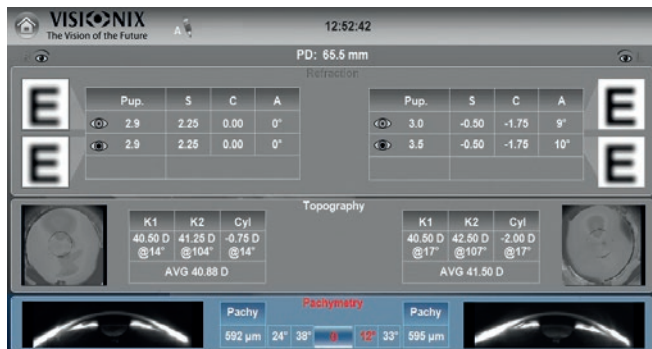 VISIONIX
The Vision of the Future
A
12:52:42
R
L
PD: 65.5 mm
Refraction
E
E
Pup. S C A
2.9 2.25 0.00 0°
2.9 2.25 0.00 0°
Pup. S C A
3.0 -0.50 -1.75 9°
3.5 -0.50 -1.75 10°
E
E
Topography
K1 K2 Cyl
40.50 D 41.25 D -0.75 D
@14° @104° @14°
AVG 40.88 D
K1 K2 Cyl
40.50 D 42.50 D -2.00 D
@17° @107° @17°
AVG 41.50 D
Pachymetry
Pachy
592 µm 24° 38°
12° 33°
Pachy
595 µm